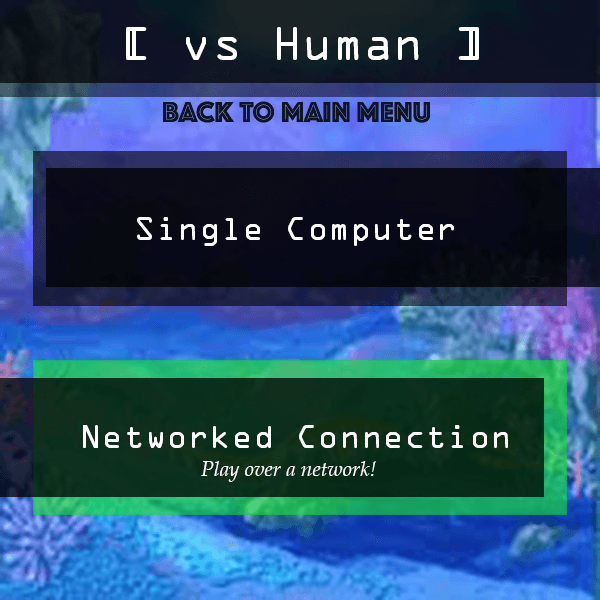 ⟦ vs Human ⟧
BACK TO MAIN MENU
Single Computer
Networked Connection
Play over a network!